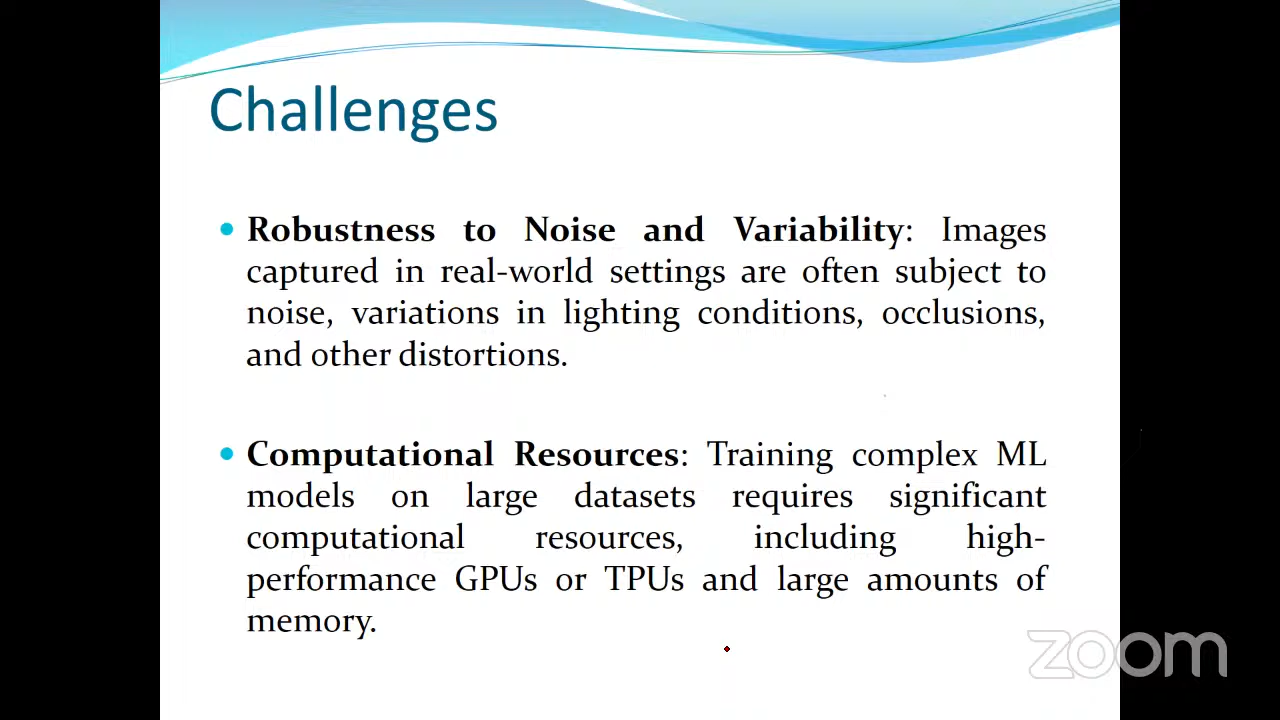 Challenges
Robustness to Noise and Variability: Images
captured in real-world settings are often subject to
noise, variations in lighting conditions, occlusions,
and other distortions.
Computational Resources: Training complex ML
models on large datasets requires significant
computational resources, including high-
performance GPUs or TPUs and large amounts of
memory.
zoom